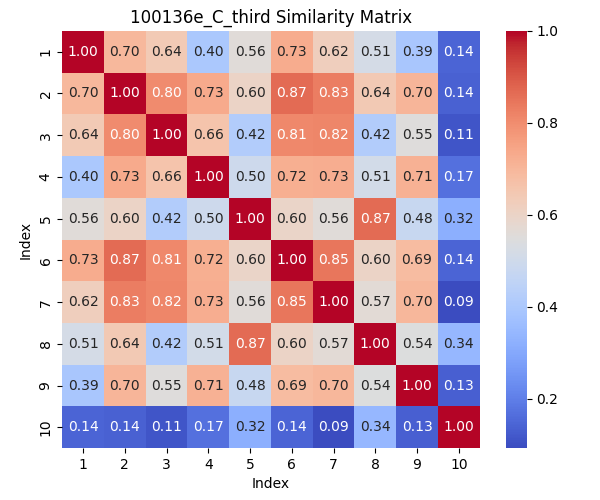 100136e_C_third Similarity Matrix
1 1.00 0.70 0.64 0.40 0.56 0.73 0.62 0.51 0.39 0.14
2 0.70 1.00 0.80 0.73 0.60 0.87 0.83 0.64 0.70 0.14
3 0.64 0.80 1.00 0.66 0.42 0.81 0.82 0.42 0.55 0.11
4 0.40 0.73 0.66 1.00 0.50 0.72 0.73 0.51 0.71 0.17
5 0.56 0.60 0.42 0.50 1.00 0.60 0.56 0.87 0.48 0.32
6 0.73 0.87 0.81 0.72 0.60 1.00 0.85 0.60 0.69 0.14
7 0.62 0.83 0.82 0.73 0.56 0.85 1.00 0.57 0.70 0.09
8 0.51 0.64 0.42 0.51 0.87 0.60 0.57 1.00 0.54 0.34
9 0.39 0.70 0.55 0.71 0.48 0.69 0.70 0.54 1.00 0.13
10 0.14 0.14 0.11 0.17 0.32 0.14 0.09 0.34 0.13 1.00
1 2 3 4 5 6 7 8 9 10
Index
Index
1.0
0.8
0.6
0.4
0.2